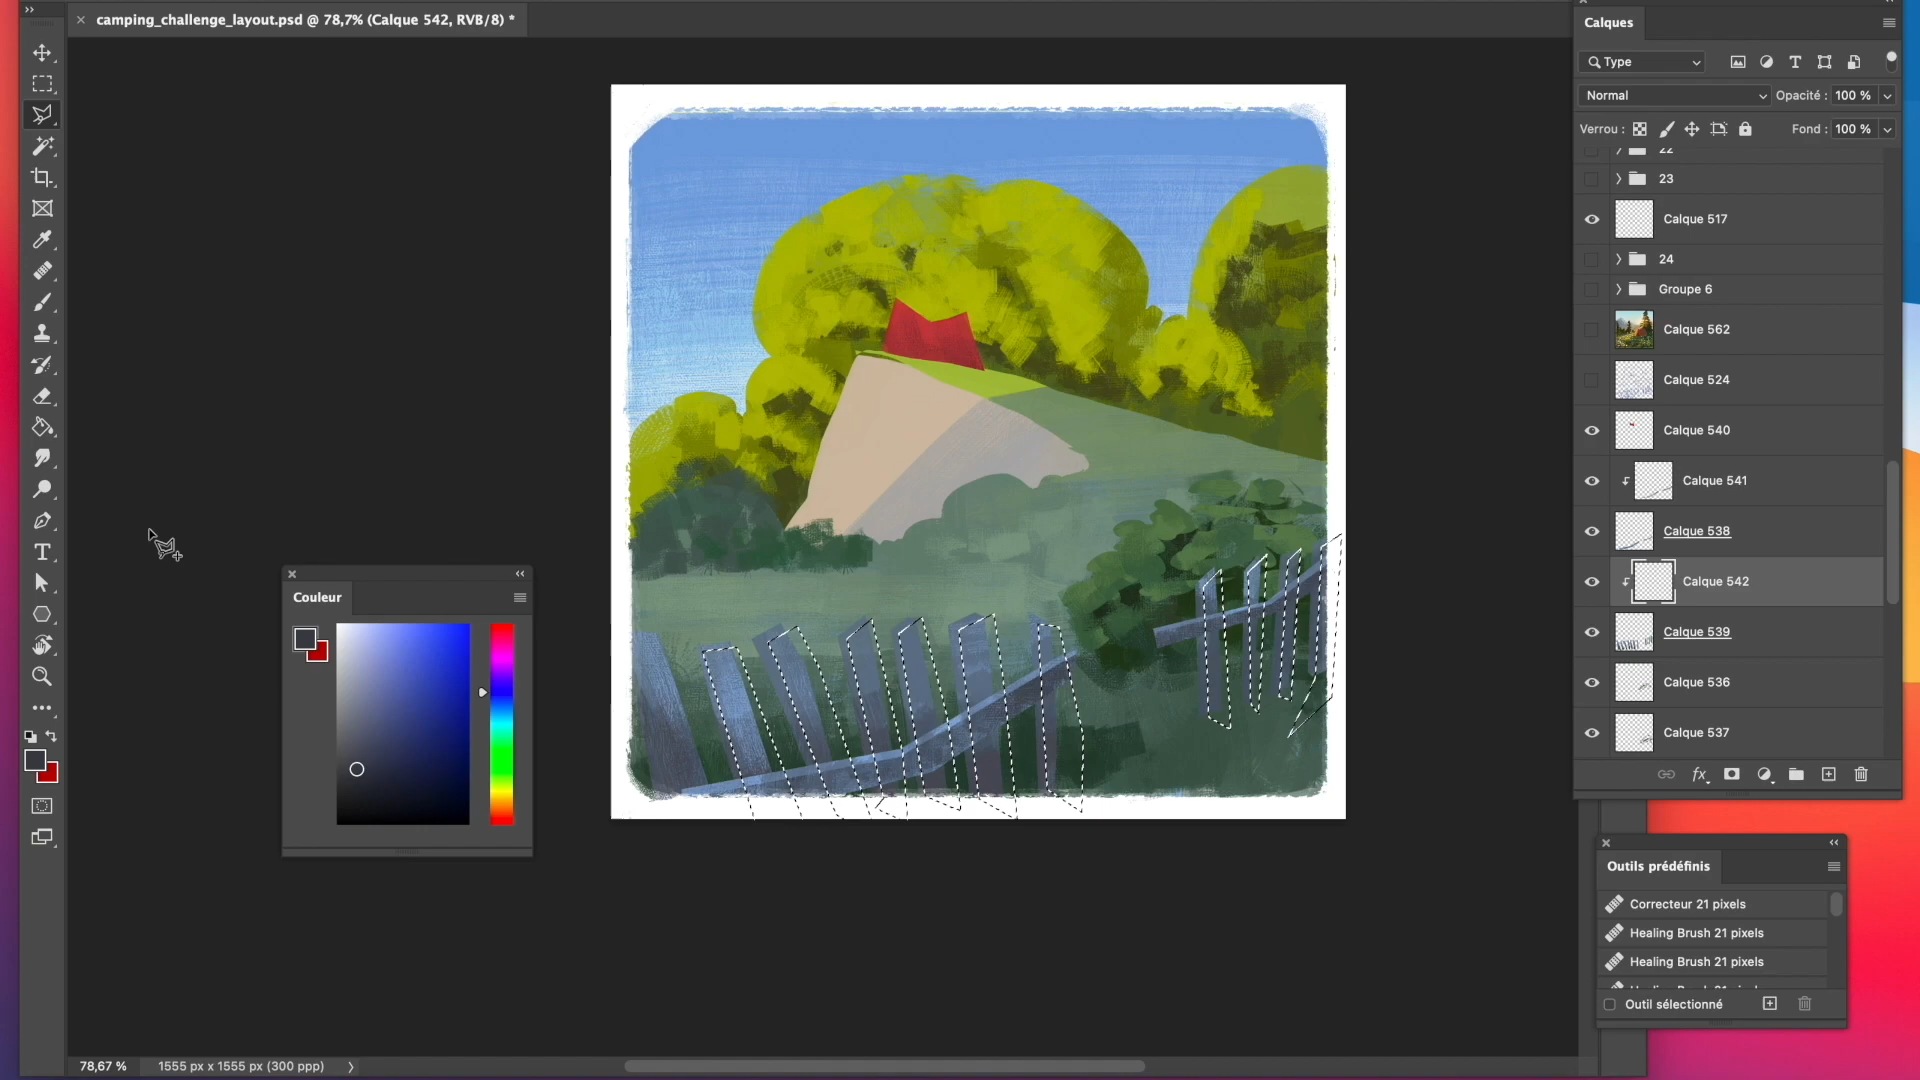 camping_challenge_layout.psd @ 78,7% (Calque 542, RVB/8) *
Calques
Type
Normal
Opacité : 100 %
Verrou :
Fond : 100 %
22
23
Calque 517
24
Groupe 6
Calque 562
Calque 524
Calque 540
Calque 541
Calque 538
Calque 542
Calque 539
Calque 536
Calque 537
fx
Couleur
Outils prédéfinis
Correcteur 21 pixels
Healing Brush 21 pixels
Healing Brush 21 pixels
Outil sélectionné
78,67 %
1555 px x 1555 px (300 ppp)